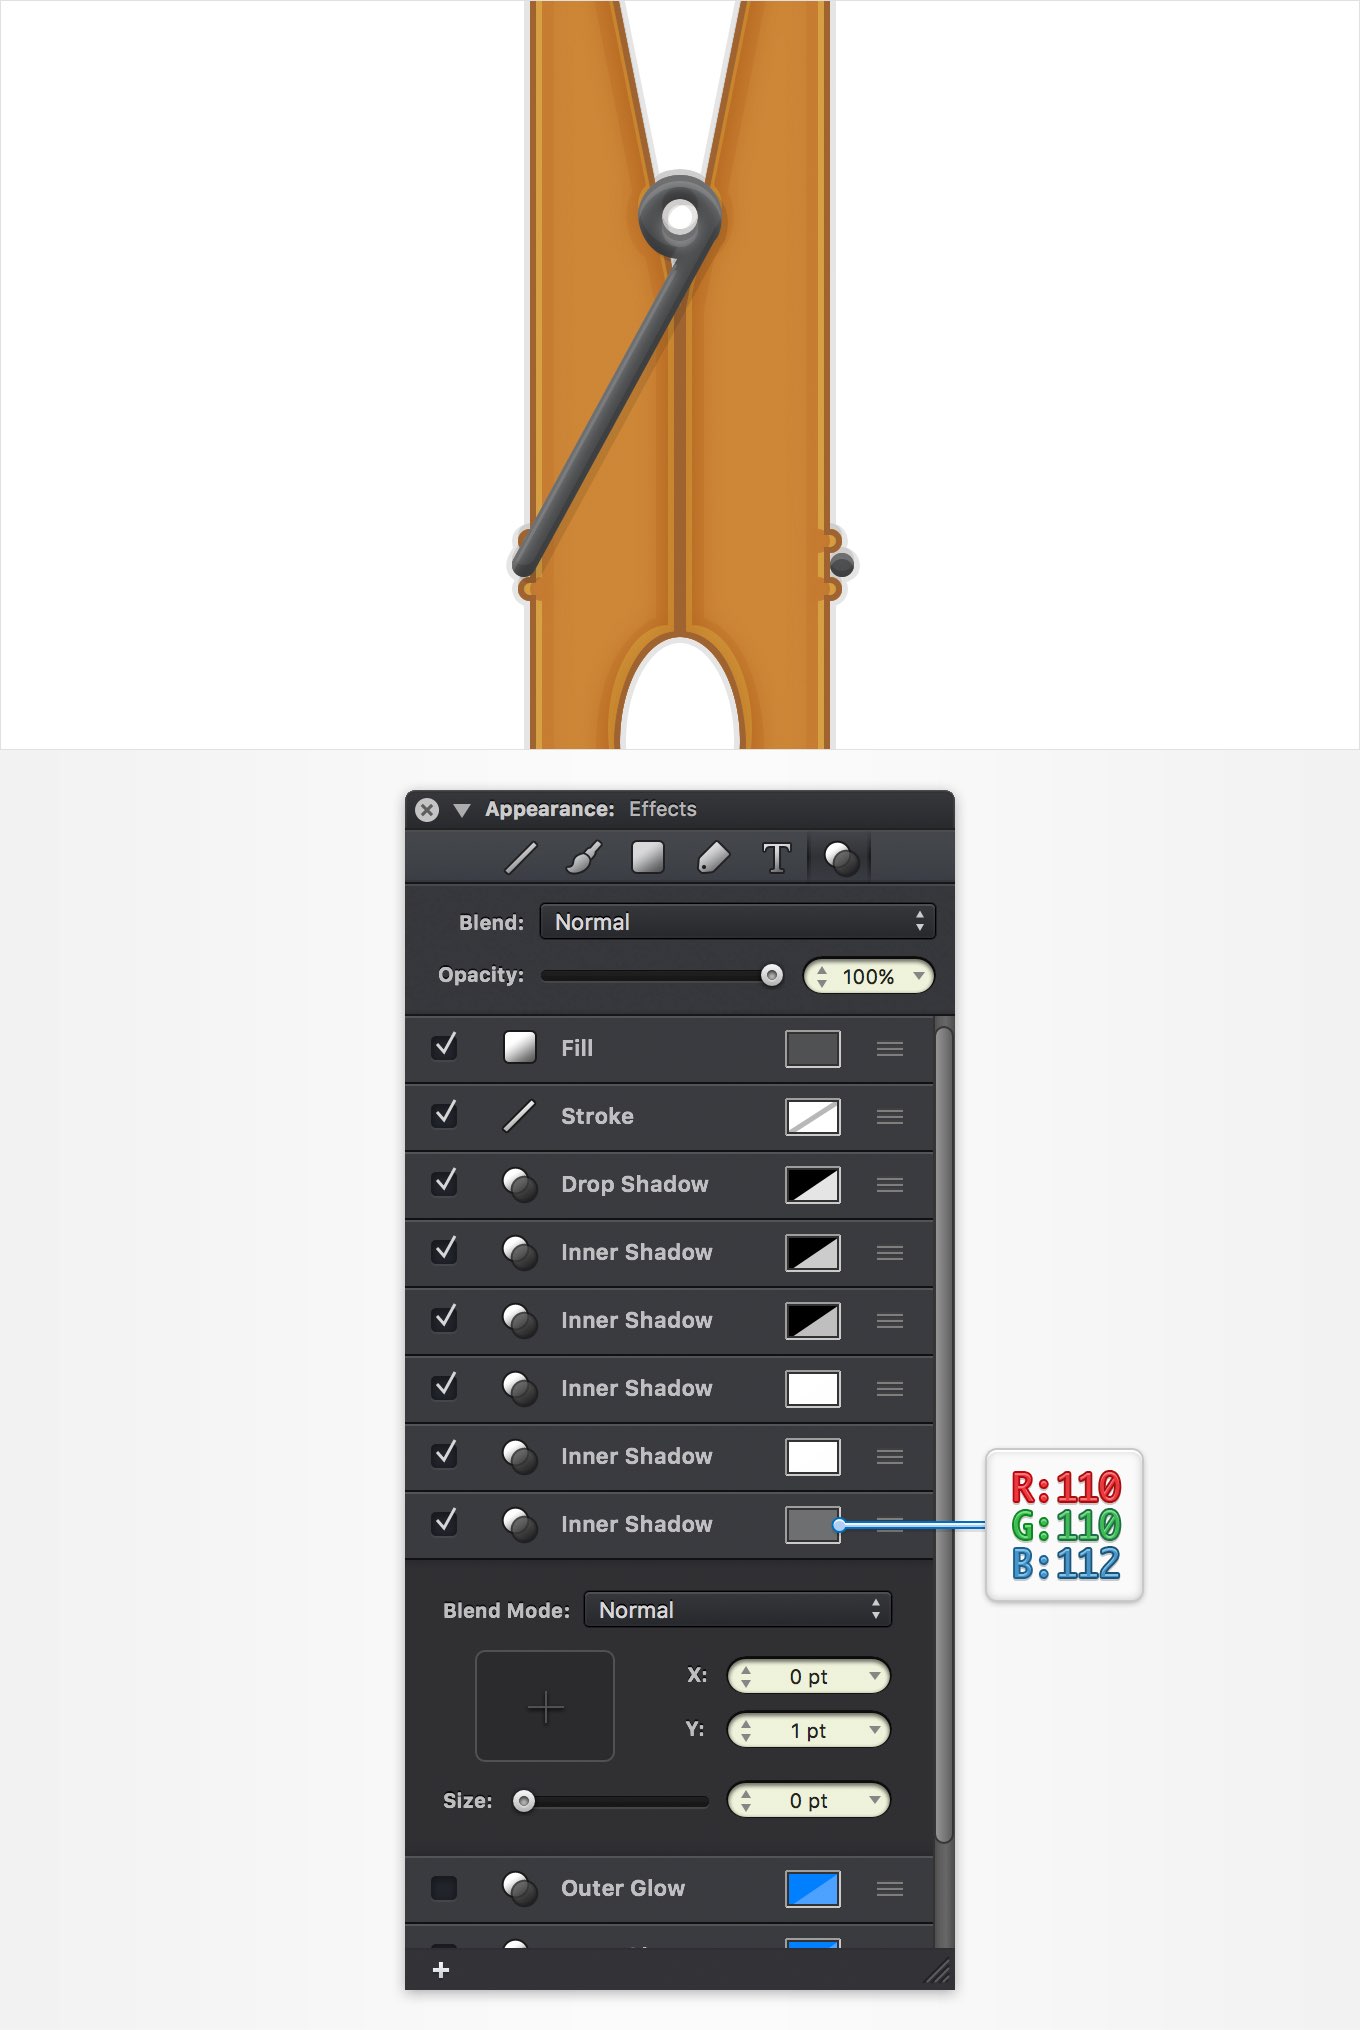 Appearance: Effects
T
Blend: Normal
Opacity: 100%
Fill
Stroke
Drop Shadow
Inner Shadow
Inner Shadow
Inner Shadow
Inner Shadow
Inner Shadow
R:110
G:110
B:112
Blend Mode: Normal
X: 0 pt
Y: 1 pt
Size: 0 pt
Outer Glow